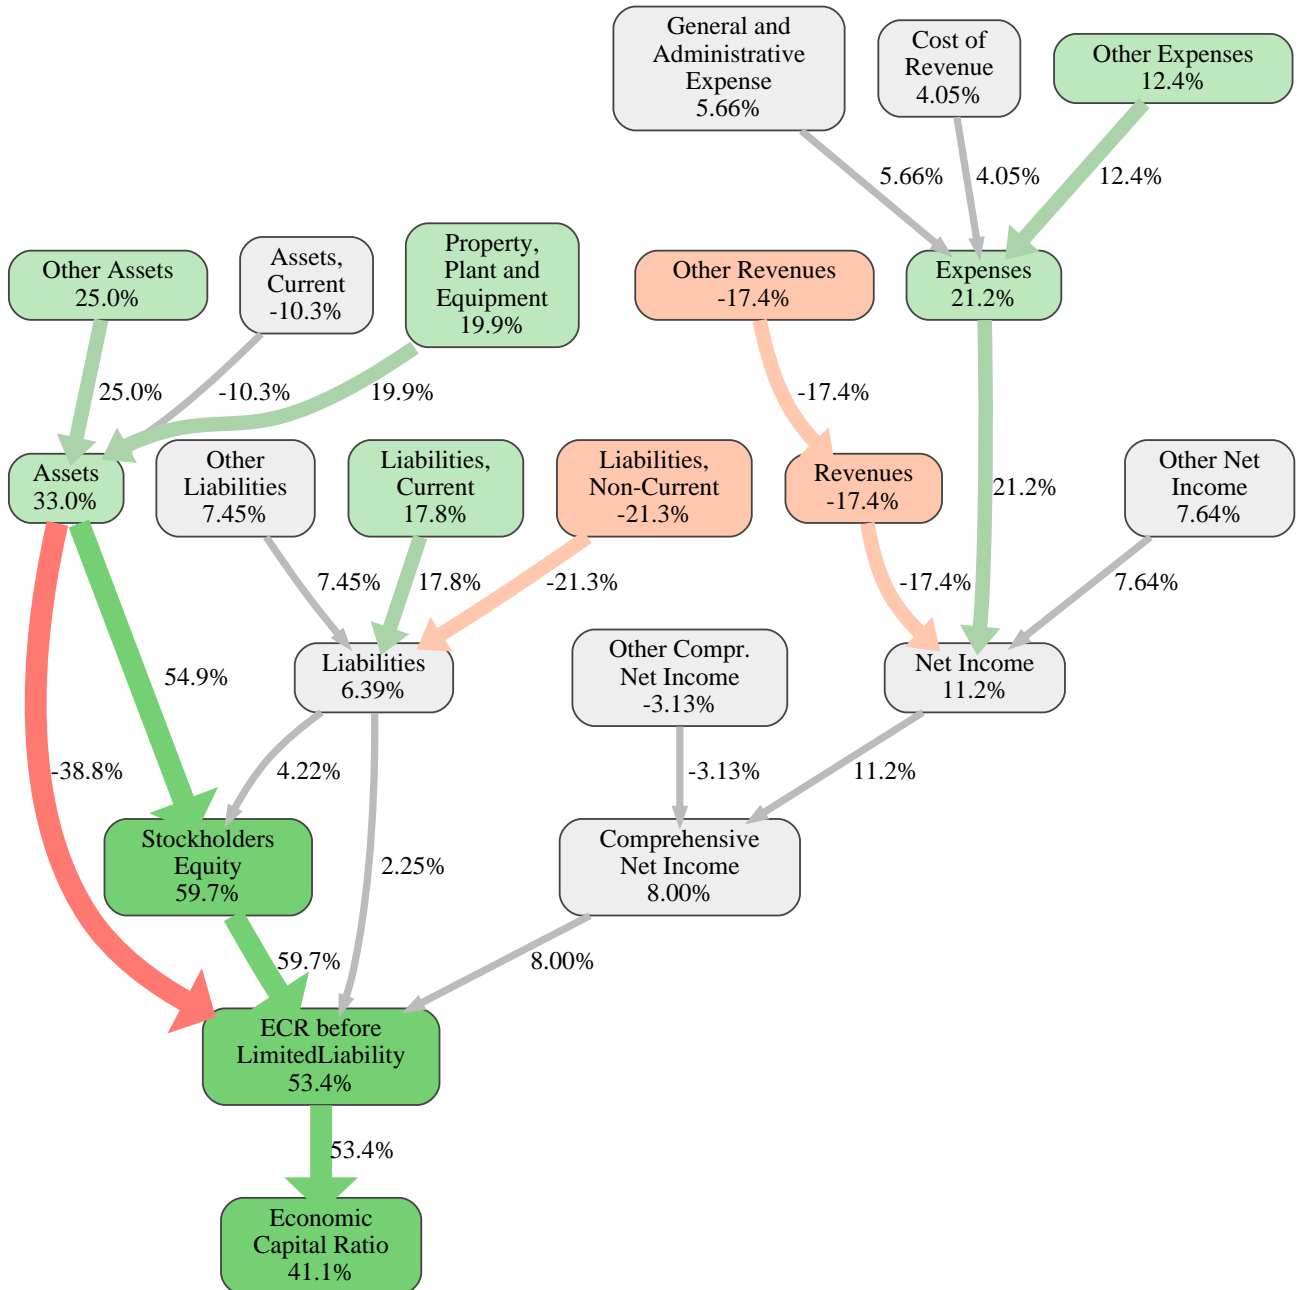 General and
Administrative
Expense
5.66%
Cost of
Revenue
4.05%
Other Expenses
12.4%
5.66%
4.05%
12.4%
Other Assets
25.0%
Assets,
Current
-10.3%
Property,
Plant and
Equipment
19.9%
Other Revenues
-17.4%
Expenses
21.2%
25.0%
-10.3%
19.9%
-17.4%
21.2%
Assets
33.0%
Other
Liabilities
7.45%
Liabilities,
Current
17.8%
Liabilities,
Non-Current
-21.3%
Revenues
-17.4%
Other Net
Income
7.64%
7.45%
17.8%
-21.3%
-17.4%
7.64%
54.9%
Liabilities
6.39%
Other Compr.
Net Income
-3.13%
Net Income
11.2%
-38.8%
4.22%
2.25%
-3.13%
11.2%
Stockholders
Equity
59.7%
Comprehensive
Net Income
8.00%
59.7%
8.00%
ECR before
LimitedLiability
53.4%
53.4%
Economic
Capital Ratio
41.1%